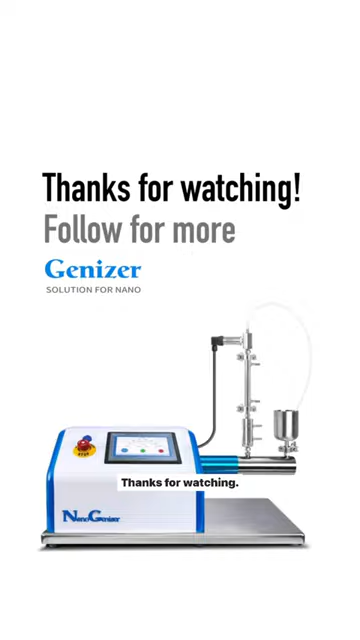 Thanks for watching!
Follow for more
Genizer
SOLUTION FOR NANO
Thanks for watching.
NanoGenizer